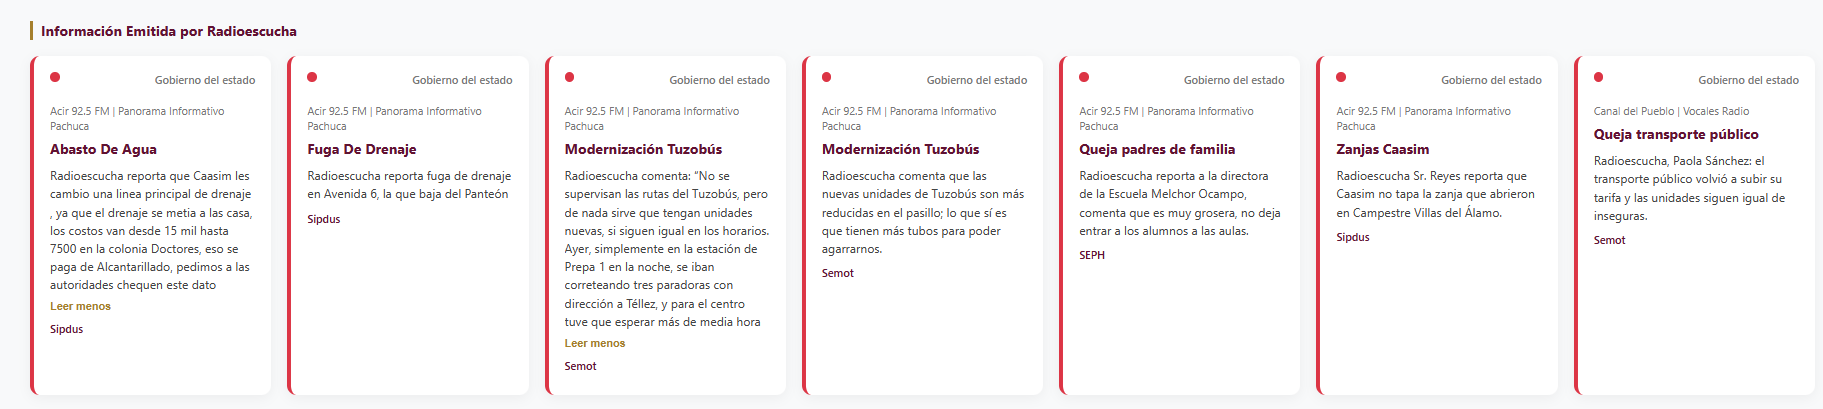 Información Emitida por Radioescucha
Gobierno del estado
Acir 92.5 FM | Panorama Informativo
Pachuca
Abasto De Agua
Radioescucha reporta que Caasim les
cambio una linea principal de drenaje
, ya que el drenaje se metia a las casa,
los costos van desde 15 mil hasta
7500 en la colonia Doctores, eso se
paga de Alcantarillado, pedimos a las
autoridades chequen este dato
Leer menos
Sipdus
Gobierno del estado
Acir 92.5 FM | Panorama Informativo
Pachuca
Fuga De Drenaje
Radioescucha reporta fuga de drenaje
en Avenida 6, la que baja del Panteón
Sipdus
Gobierno del estado
Acir 92.5 FM | Panorama Informativo
Pachuca
Modernización Tuzobús
Radioescucha comenta: "No se
supervisan las rutas del Tuzobús, pero
de nada sirve que tengan unidades
nuevas, si siguen igual en los horarios.
Ayer, simplemente en la estación de
Prepa 1 en la noche, se iban
correteando tres paradoras con
dirección a Téllez, y para el centro
tuve que esperar más de media hora
Leer menos
Semot
Gobierno del estado
Acir 92.5 FM | Panorama Informativo
Pachuca
Modernización Tuzobús
Radioescucha comenta que las
nuevas unidades de Tuzobús son más
reducidas en el pasillo; lo que sí es
que tienen más tubos para poder
agarrarnos.
Semot
Gobierno del estado
Acir 92.5 FM | Panorama Informativo
Pachuca
Queja padres de familia
Radioescucha reporta a la directora
de la Escuela Melchor Ocampo,
comenta que es muy grosera, no deja
entrar a los alumnos a las aulas.
SEPH
Gobierno del estado
Acir 92.5 FM | Panorama Informativo
Pachuca
Zanjas Caasim
Radioescucha Sr. Reyes reporta que
Caasim no tapa la zanja que abrieron
en Campestre Villas del Álamo.
Sipdus
Gobierno del estado
Canal del Pueblo | Vocales Radio
Queja transporte público
Radioescucha, Paola Sánchez: el
transporte público volvió a subir su
tarifa y las unidades siguen igual de
inseguras.
Semot